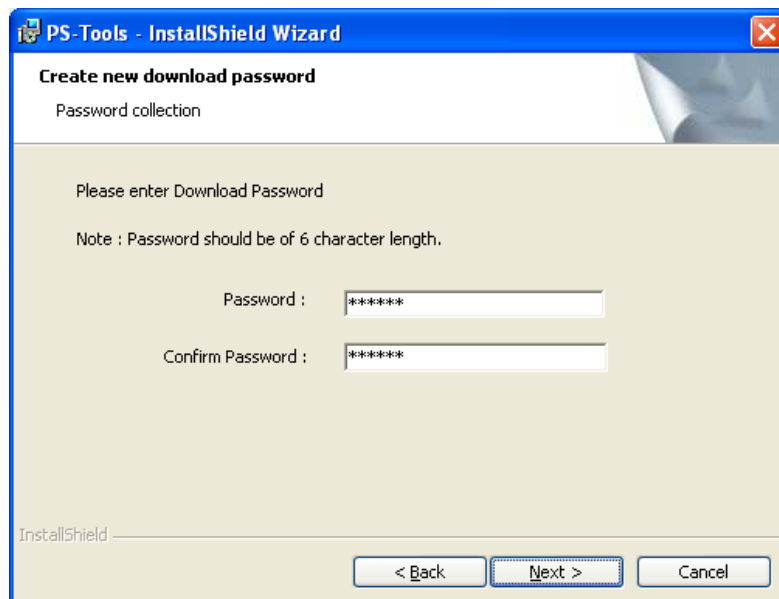 PS-Tools - InstallShield Wizard
Create new download password
Password collection
Please enter Download Password
Note : Password should be of 6 character length.
Password : ******
Confirm Password : ******
InstallShield
< Back Next > Cancel